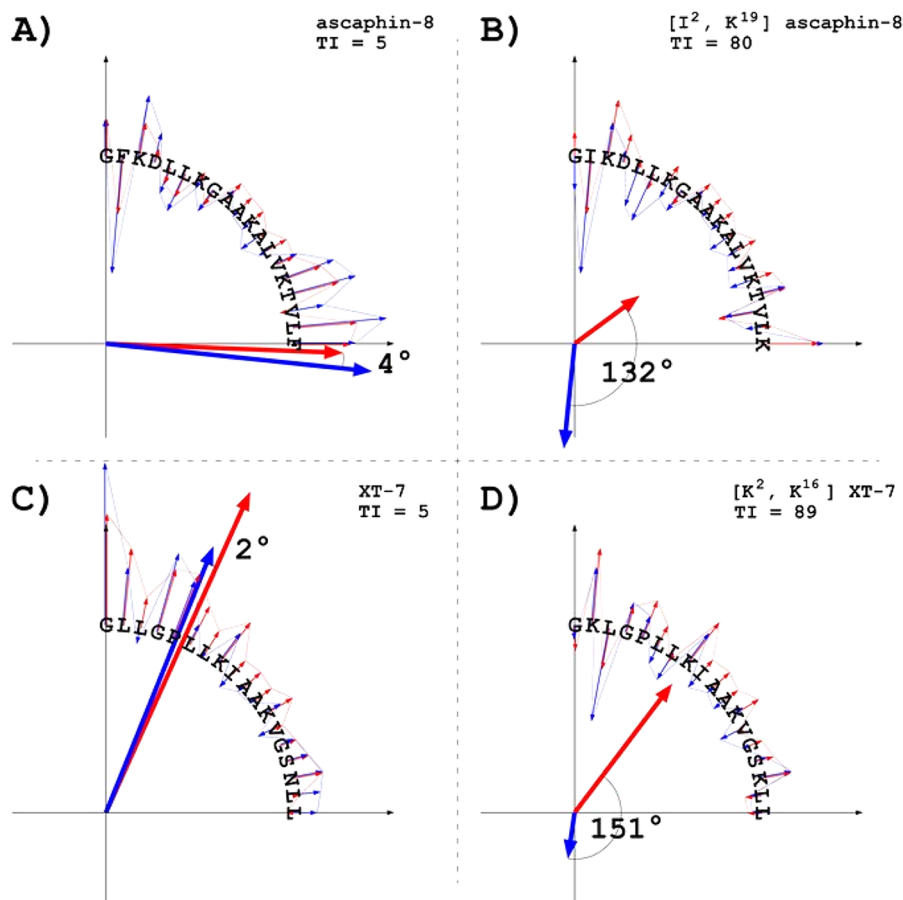 A)
ascaphin-8
TI = 5
GFKDLLKGAAKALVKTVLF
4°
B)
[I², K¹⁹] ascaphin-8
TI = 80
GIKDLLKGAAKALVKTVLK
132°
C)
XT-7
TI = 5
GLLGPLLKIAAKVGSNLL
2°
D)
[K², K¹⁶] XT-7
TI = 89
GKLGPLLKIAAKVGSKLL
151°